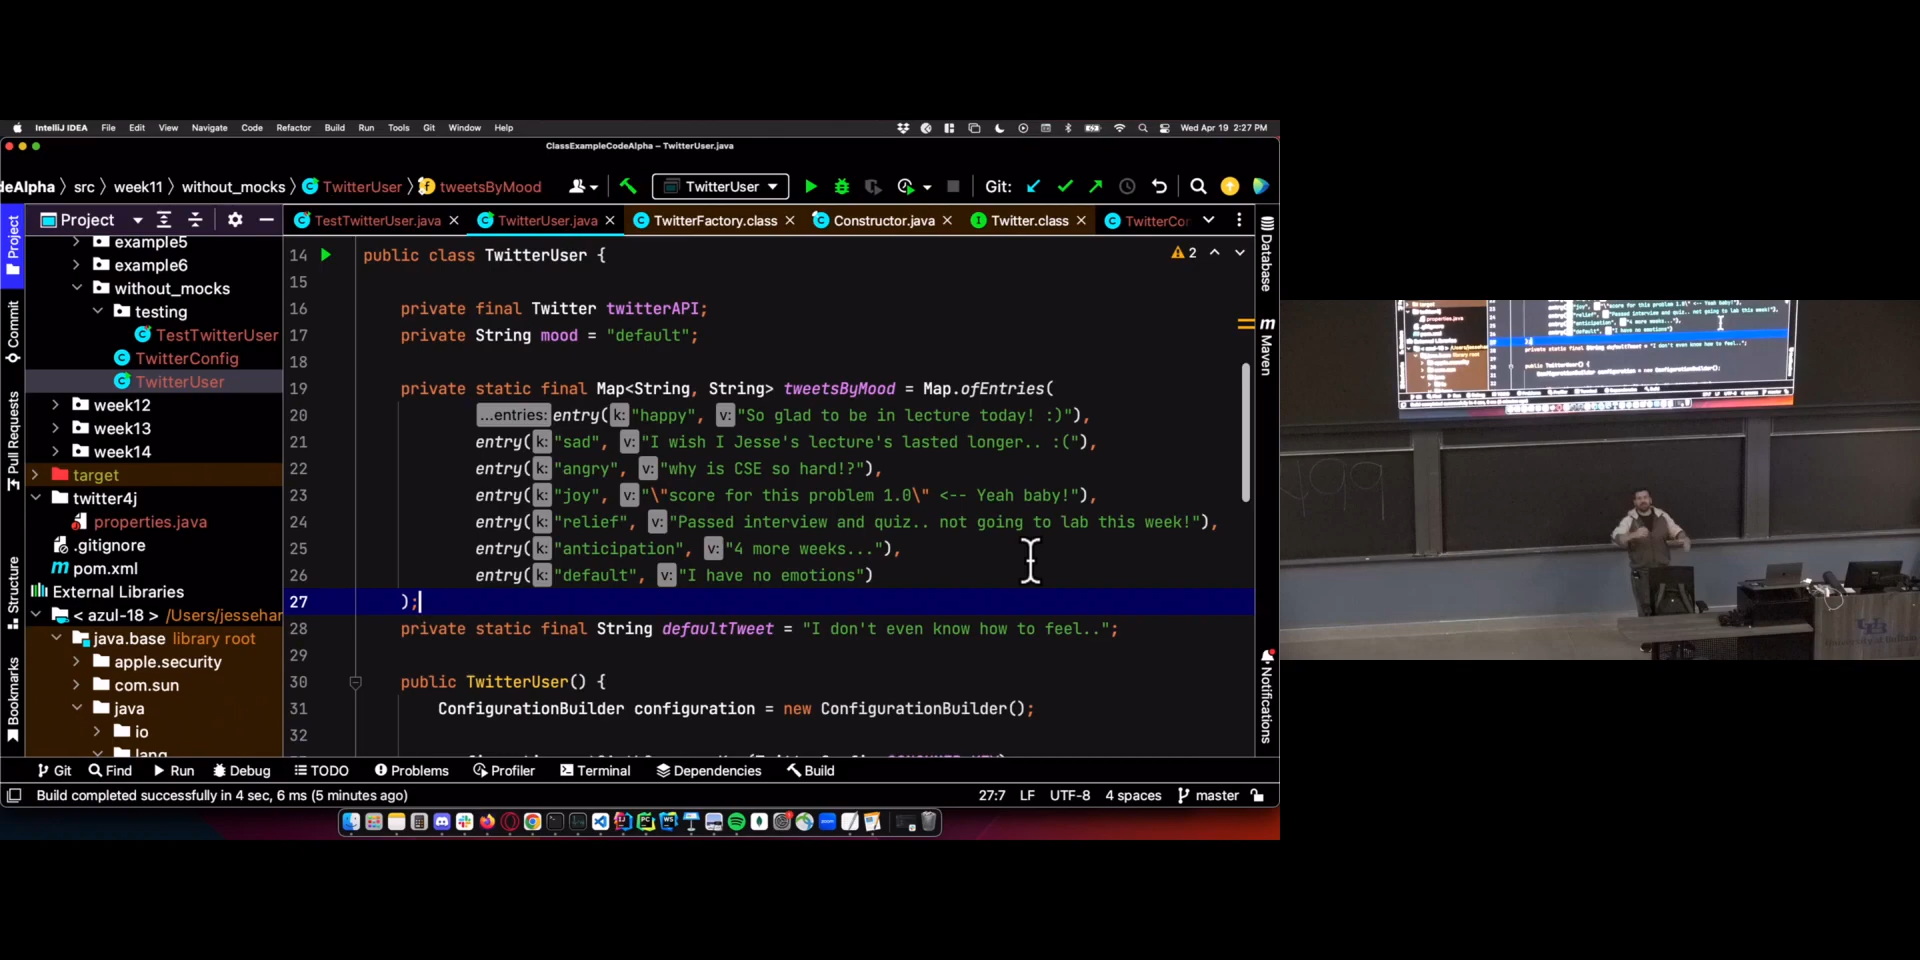 IntelliJ IDEA File Edit View Navigate Code Refactor Build Run Tools Git Window Help Wed Apr 19 2:27 PM
ClassExampleCodeAlpha – TwitterUser.java
deAlpha src week11 without_mocks TwitterUser tweetsByMood TwitterUser Git:
Project TestTwitterUser.java TwitterUser.java TwitterFactory.class Constructor.java Twitter.class TwitterCo
Project
Commit
Pull Requests
Structure
Bookmarks
example5
example6
without_mocks
testing
TestTwitterUser
TwitterConfig
TwitterUser
week12
week13
week14
target
twitter4j
properties.java
.gitignore
pom.xml
External Libraries
< azul-18 > /Users/jessehar
java.base library root
apple.security
com.sun
java
io
lang
2
14 public class TwitterUser {
15
16 private final Twitter twitterAPI;
17 private String mood = "default";
18
19 private static final Map<String, String> tweetsByMood = Map.ofEntries(
20 ...entries: entry( k: "happy", v: "So glad to be in lecture today! :)"),
21 entry( k: "sad", v: "I wish I Jesse's lecture's lasted longer.. :("),
22 entry( k: "angry", v: "why is CSE so hard!?"),
23 entry( k: "joy", v: "\"score for this problem 1.0\" <-- Yeah baby!"),
24 entry( k: "relief", v: "Passed interview and quiz.. not going to lab this week!"),
25 entry( k: "anticipation", v: "4 more weeks..."),
26 entry( k: "default", v: "I have no emotions")
27 );
28 private static final String defaultTweet = "I don't even know how to feel..";
29
30 public TwitterUser() {
31 ConfigurationBuilder configuration = new ConfigurationBuilder();
32
Database
Maven
Notifications
Git Find Run Debug TODO Problems Profiler Terminal Dependencies Build
Build completed successfully in 4 sec, 6 ms (5 minutes ago) 27:7 LF UTF-8 4 spaces master